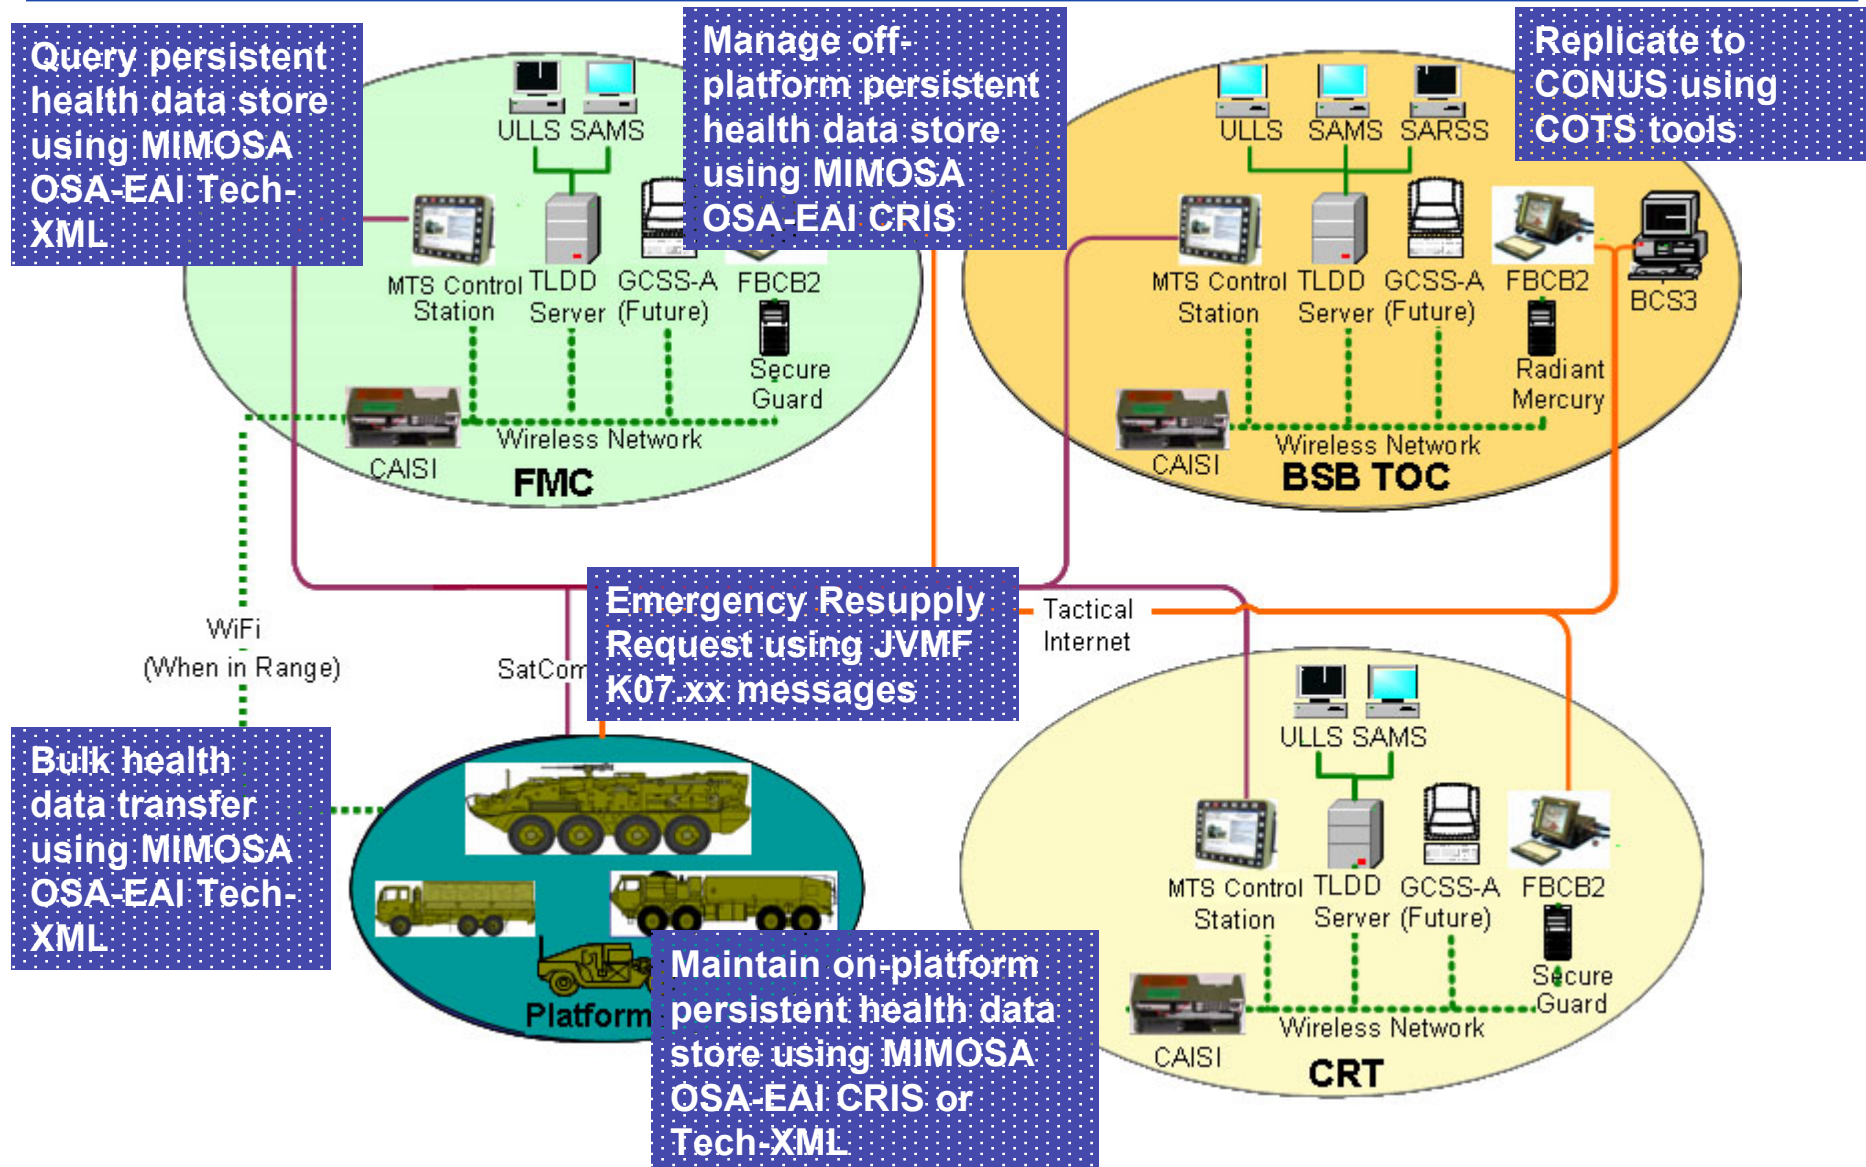 Query persistent
health data store
using MIMOSA
OSA-EAI Tech-
XML
Manage off-
platform persistent
health data store
using MIMOSA
OSA-EAI CRIS
Replicate to
CONUS using
COTS tools
ULLS SAMS
MTS Control
Station
TLDD
Server
GCSS-A
(Future)
FBCB2
Secure
Guard
Wireless Network
CAISI
FMC
ULLS
SAMS
SARSS
MTS Control
Station
TLDD
Server
GCSS-A
(Future)
FBCB2
BCS3
Radiant
Mercury
Wireless Network
CAISI
BSB TOC
WiFi
(When in Range)
SatCom
Emergency Resupply
Request using JVMF
K07.xx messages
Tactical
Internet
Bulk health
data transfer
using MIMOSA
OSA-EAI Tech-
XML
Platform
Maintain on-platform
persistent health data
store using MIMOSA
OSA-EAI CRIS or
Tech-XML
ULLS SAMS
MTS Control
Station
TLDD
Server
GCSS-A
(Future)
FBCB2
Secure
Guard
Wireless Network
CAISI
CRT